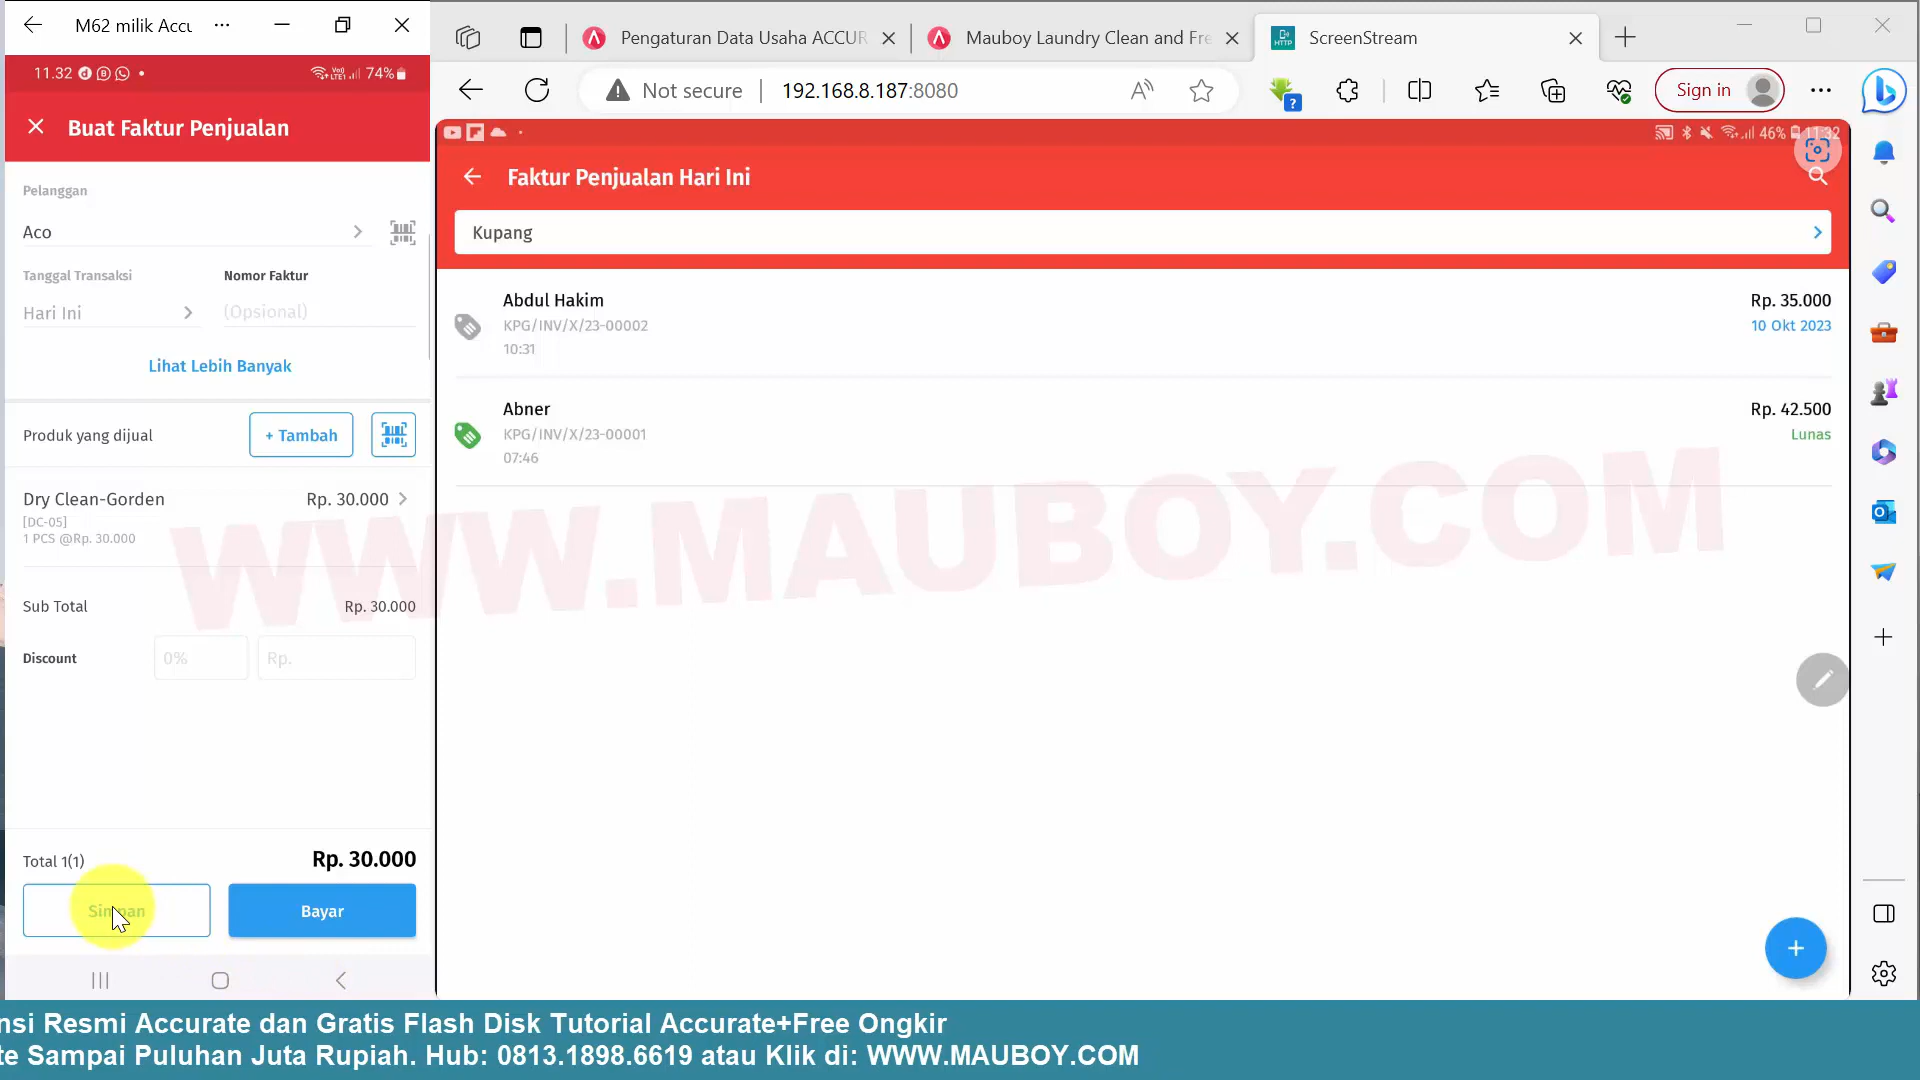 M62 milik Accu
11.32
74%
Buat Faktur Penjualan
Pelanggan
Aco
Tanggal Transaksi
Nomor Faktur
Hari Ini
(Opsional)
Lihat Lebih Banyak
Produk yang dijual
+ Tambah
Dry Clean-Gorden
Rp. 30.000
[DC-05]
1 PCS @Rp. 30.000
Sub Total
Rp. 30.000
Discount
0%
Rp.
Total 1(1)
Rp. 30.000
Simpan
Bayar
Pengaturan Data Usaha ACCUR
Mauboy Laundry Clean and Fre
ScreenStream
Not secure
192.168.8.187:8080
Sign in
46%
11:32
Faktur Penjualan Hari Ini
Kupang
Abdul Hakim
Rp. 35.000
KPG/INV/X/23-00002
10 Okt 2023
10:31
Abner
Rp. 42.500
KPG/INV/X/23-00001
Lunas
07:46
WWW.MAUBOY.COM
nsi Resmi Accurate dan Gratis Flash Disk Tutorial Accurate+Free Ongkir
te Sampai Puluhan Juta Rupiah. Hub: 0813.1898.6619 atau Klik di: WWW.MAUBOY.COM